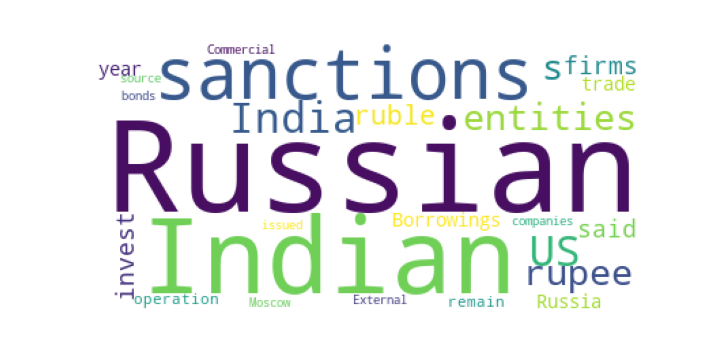 Commercial
year
sanctions
s
firms
source
trade
bonds
India
ruble
entities
Russian
invest
Indian
issued
Borrowings
companies
said
US
rupee
operation
Moscow
External
remain
Russia